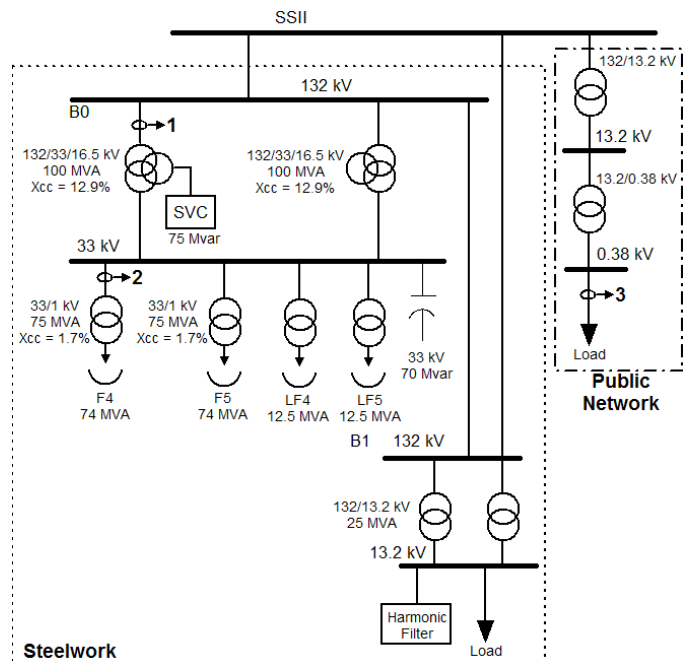 SSII
132 kV
B0
1
132/33/16.5 kV
100 MVA
Xcc = 12.9%
SVC
75 Mvar
132/33/16.5 kV
100 MVA
Xcc = 12.9%
132/13.2 kV
13.2 kV
13.2/0.38 kV
0.38 kV
3
Load
Public
Network
33 kV
2
33/1 kV
75 MVA
Xcc = 1.7%
33/1 kV
75 MVA
Xcc = 1.7%
33 kV
70 Mvar
F4
74 MVA
F5
74 MVA
LF4
12.5 MVA
LF5
12.5 MVA
B1
132 kV
132/13.2 kV
25 MVA
13.2 kV
Harmonic
Filter
Load
Steelwork